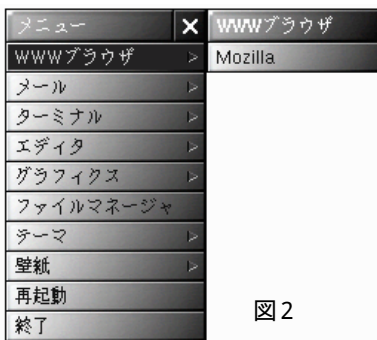 メニュー
WWWブラウザ
メール
ターミナル
エディタ
グラフィクス
ファイルマネージャ
テーマ
壁紙
再起動
終了
WWWブラウザ
Mozilla
図2